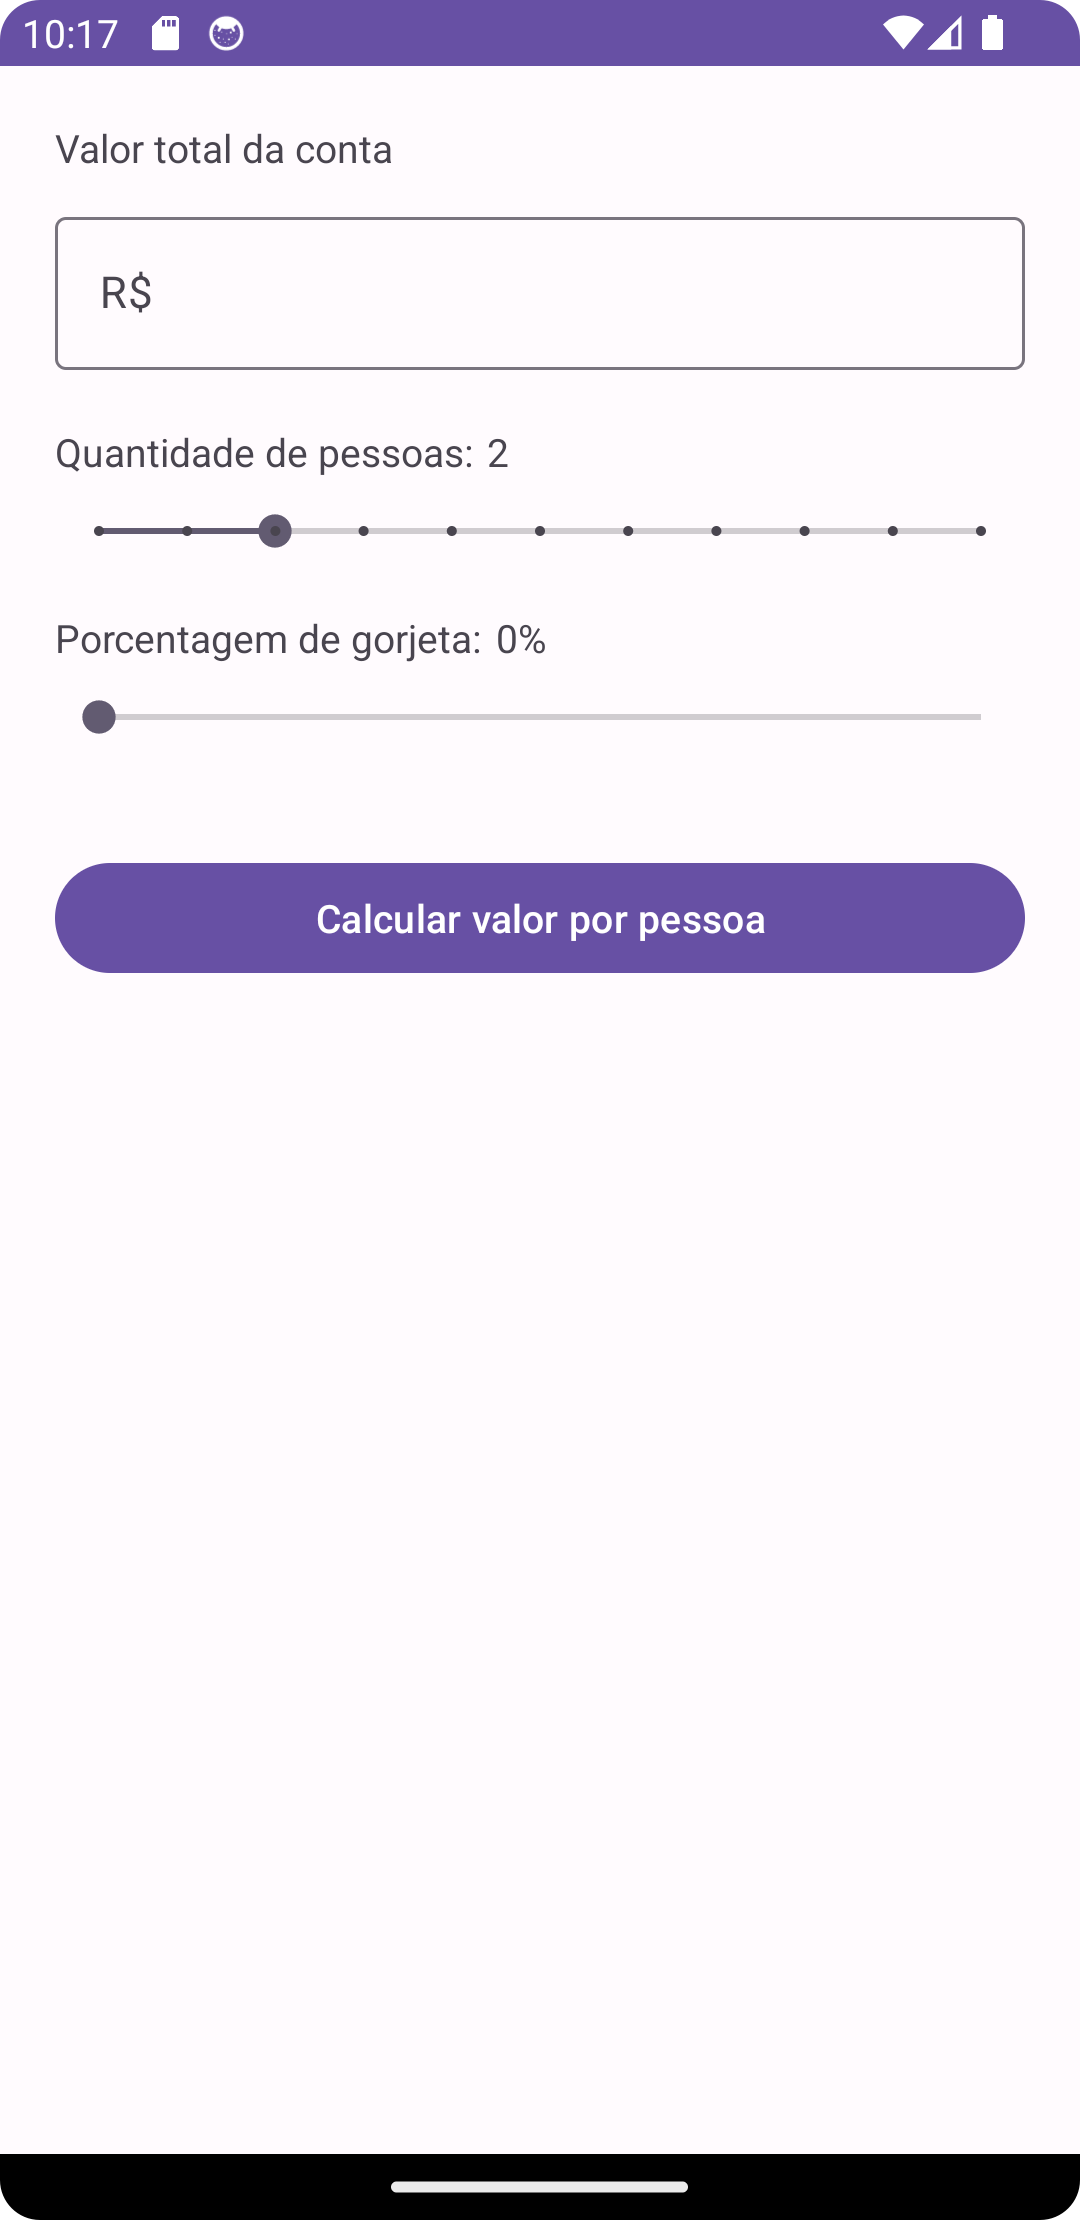 10:17
Valor total da conta
R$
Quantidade de pessoas: 2
Porcentagem de gorjeta: 0%
Calcular valor por pessoa